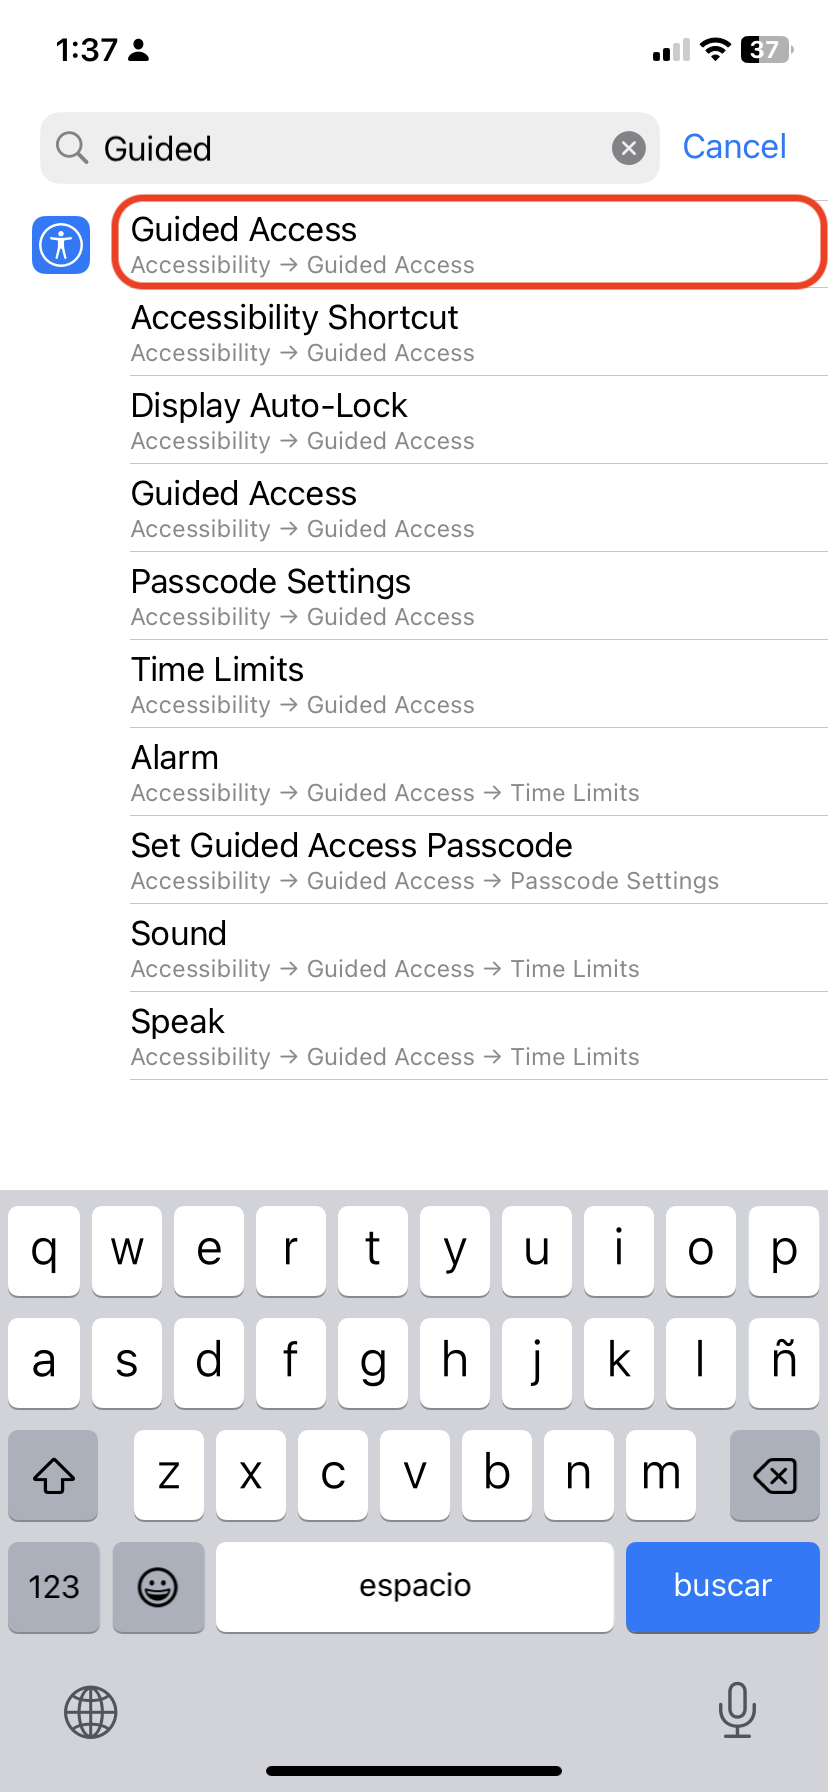 1:37
37
Guided
Cancel
Guided Access
Accessibility → Guided Access
Accessibility Shortcut
Accessibility → Guided Access
Display Auto-Lock
Accessibility → Guided Access
Guided Access
Accessibility → Guided Access
Passcode Settings
Accessibility → Guided Access
Time Limits
Accessibility → Guided Access
Alarm
Accessibility → Guided Access → Time Limits
Set Guided Access Passcode
Accessibility → Guided Access → Passcode Settings
Sound
Accessibility → Guided Access → Time Limits
Speak
Accessibility → Guided Access → Time Limits
q w e r t y u i o p
a s d f g h j k l ñ
z x c v b n m
123 espacio buscar